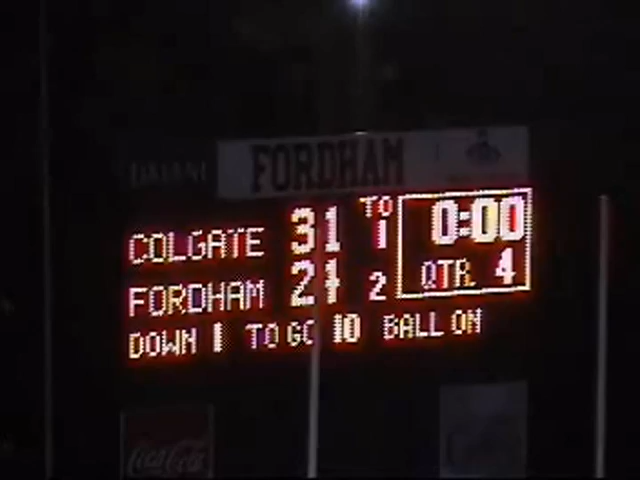 FORDHAM
TO
COLGATE 31 1 0:00
FORDHAM 2 QTR 4
DOWN 1 TO GO 10 BALL ON
Coca-Cola